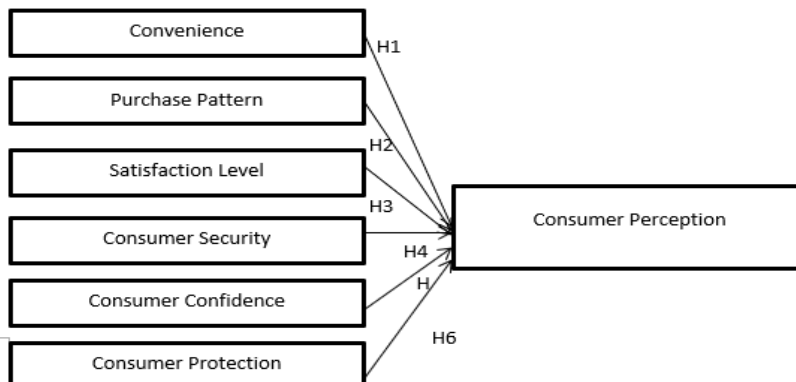 Convenience
H1
Purchase Pattern
H2
Satisfaction Level
H3
Consumer Perception
Consumer Security
H4
Consumer Confidence
H
H6
Consumer Protection